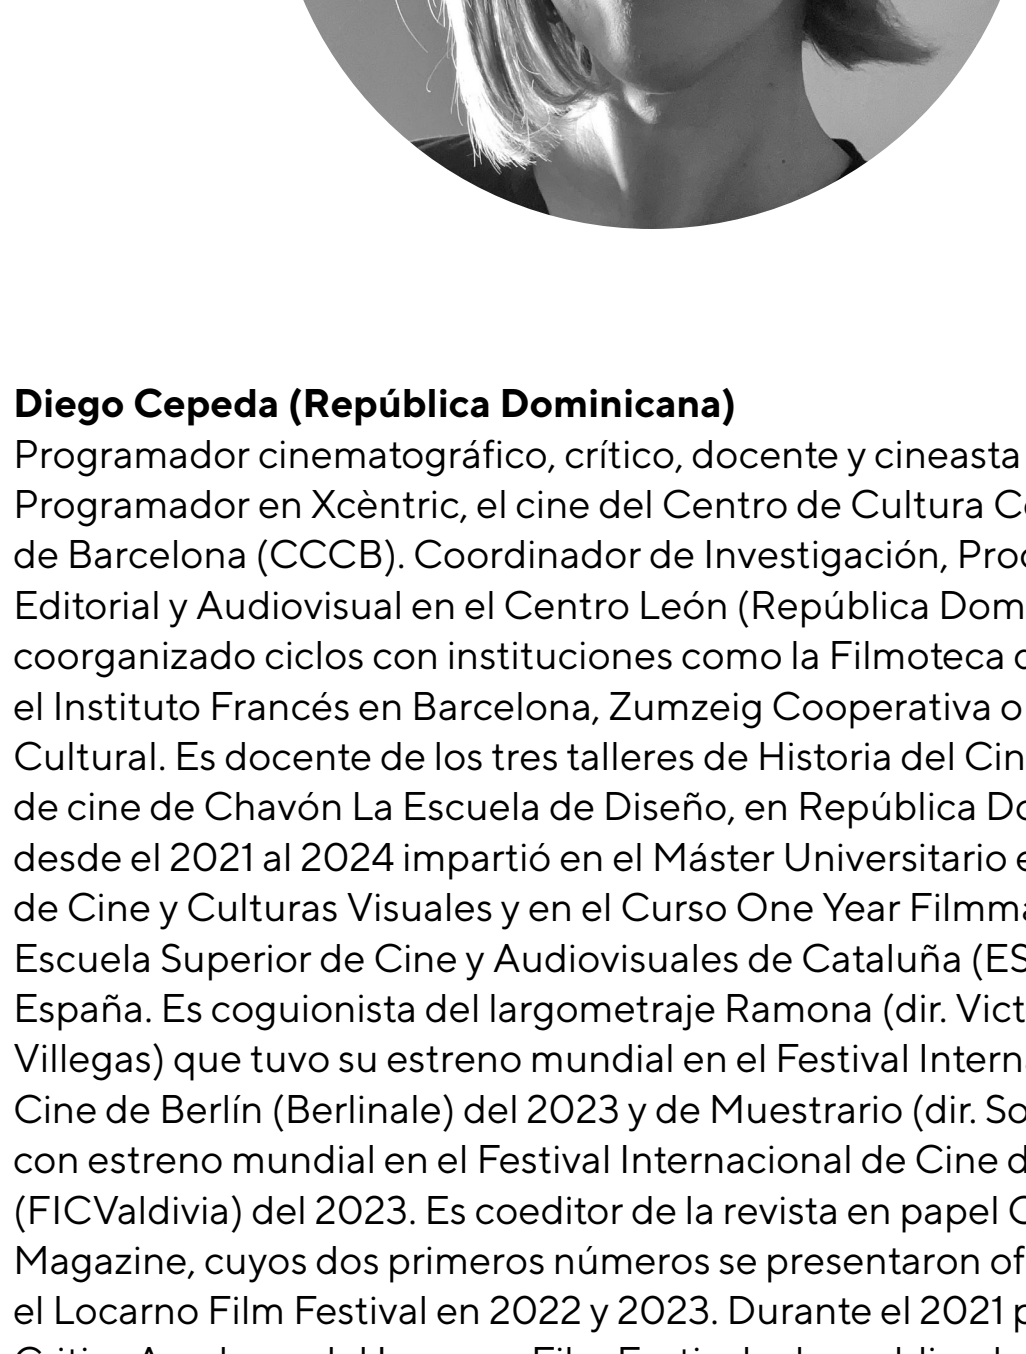 Diego Cepeda (República Dominicana)
Programador cinematográfico, crítico, docente y cineasta
Programador en Xcèntric, el cine del Centro de Cultura
de Barcelona (CCCB). Coordinador de Investigación,
Editorial y Audiovisual en el Centro León (República
coorganizado ciclos con instituciones como la Filmoteca
el Instituto Francés en Barcelona, Zumzeig Cooperativa o
Cultural. Es docente de los tres talleres de Historia del
de cine de Chavón La Escuela de Diseño, en República
desde el 2021 al 2024 impartió en el Máster Universitario
de Cine y Culturas Visuales y en el Curso One Year
Escuela Superior de Cine y Audiovisuales de Cataluña
España. Es coguionista del largometraje Ramona (dir.
Villegas) que tuvo su estreno mundial en el Festival
Cine de Berlín (Berlinale) del 2023 y de Muestrario (dir.
con estreno mundial en el Festival Internacional de Cine
(FICValdivia) del 2023. Es coeditor de la revista en papel
Magazine, cuyos dos primeros números se presentaron
el Locarno Film Festival en 2022 y 2023. Durante el 2021